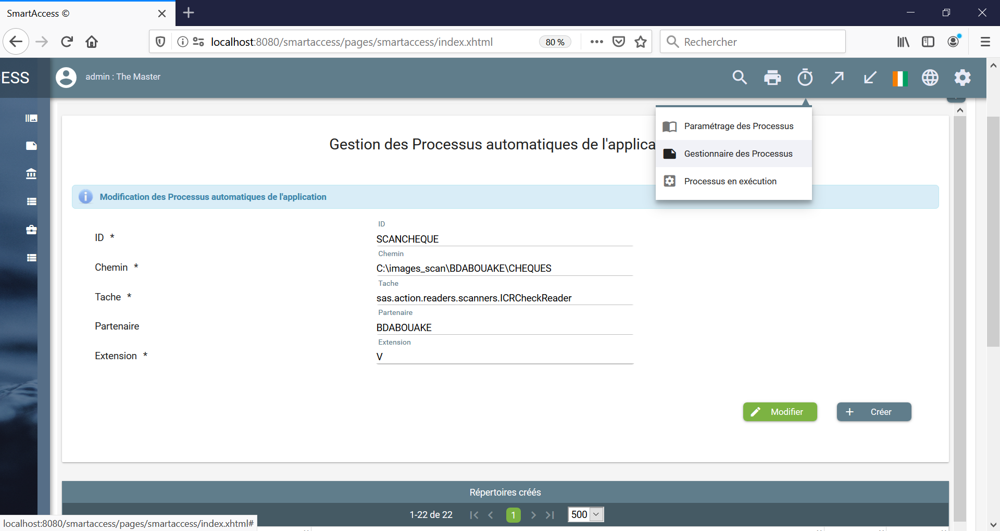 SmartAccess ©
localhost:8080/smartaccess/pages/smartaccess/index.xhtml
80 %
Rechercher
ESS
admin : The Master
Paramétrage des Processus
Gestionnaire des Processus
Processus en exécution
Gestion des Processus automatiques de l'applica
Modification des Processus automatiques de l'application
ID *
ID
SCANCHEQUE
Chemin *
Chemin
C:\images_scan\BDABOUAKE\CHEQUES
Tache *
Tache
sas.action.readers.scanners.ICRCheckReader
Partenaire
Partenaire
BDABOUAKE
Extension *
Extension
V
Modifier
Créer
Répertoires créés
1-22 de 22
1
500
localhost:8080/smartaccess/pages/smartaccess/index.xhtml#